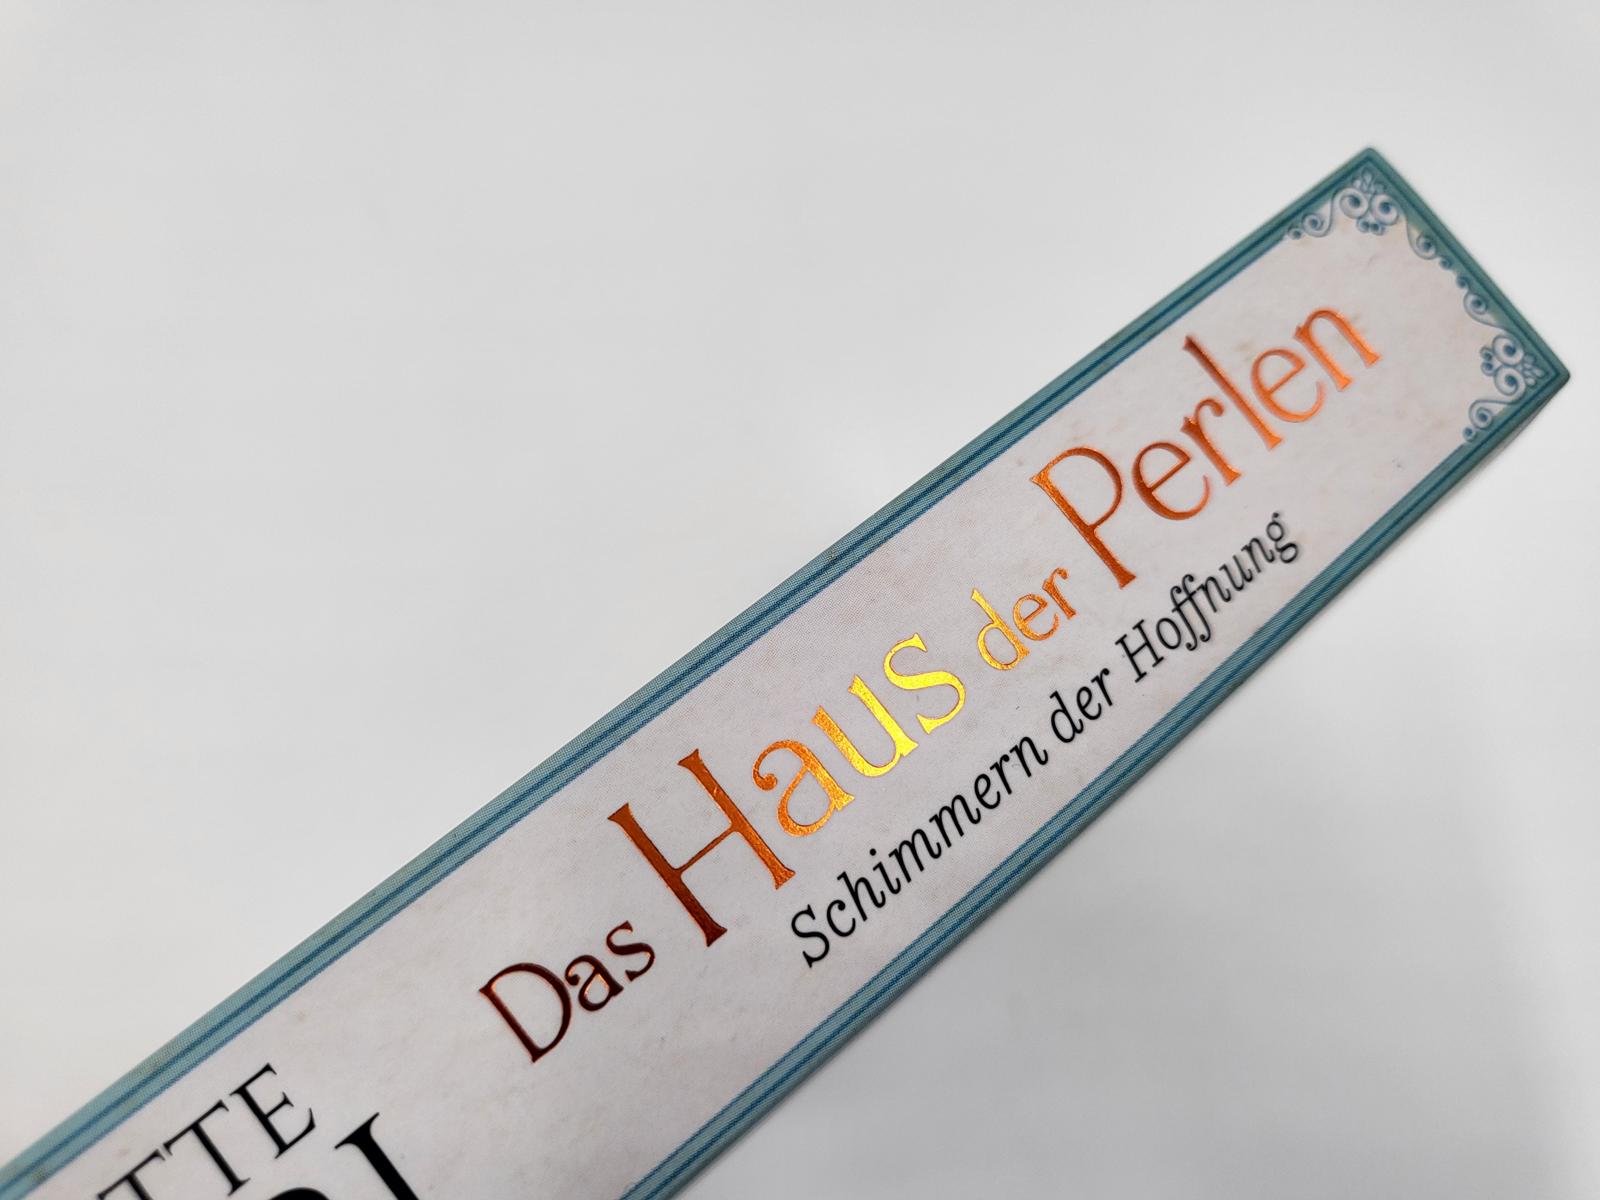 TTE
Das Haus der Perlen
Schimmern der Hoffnung